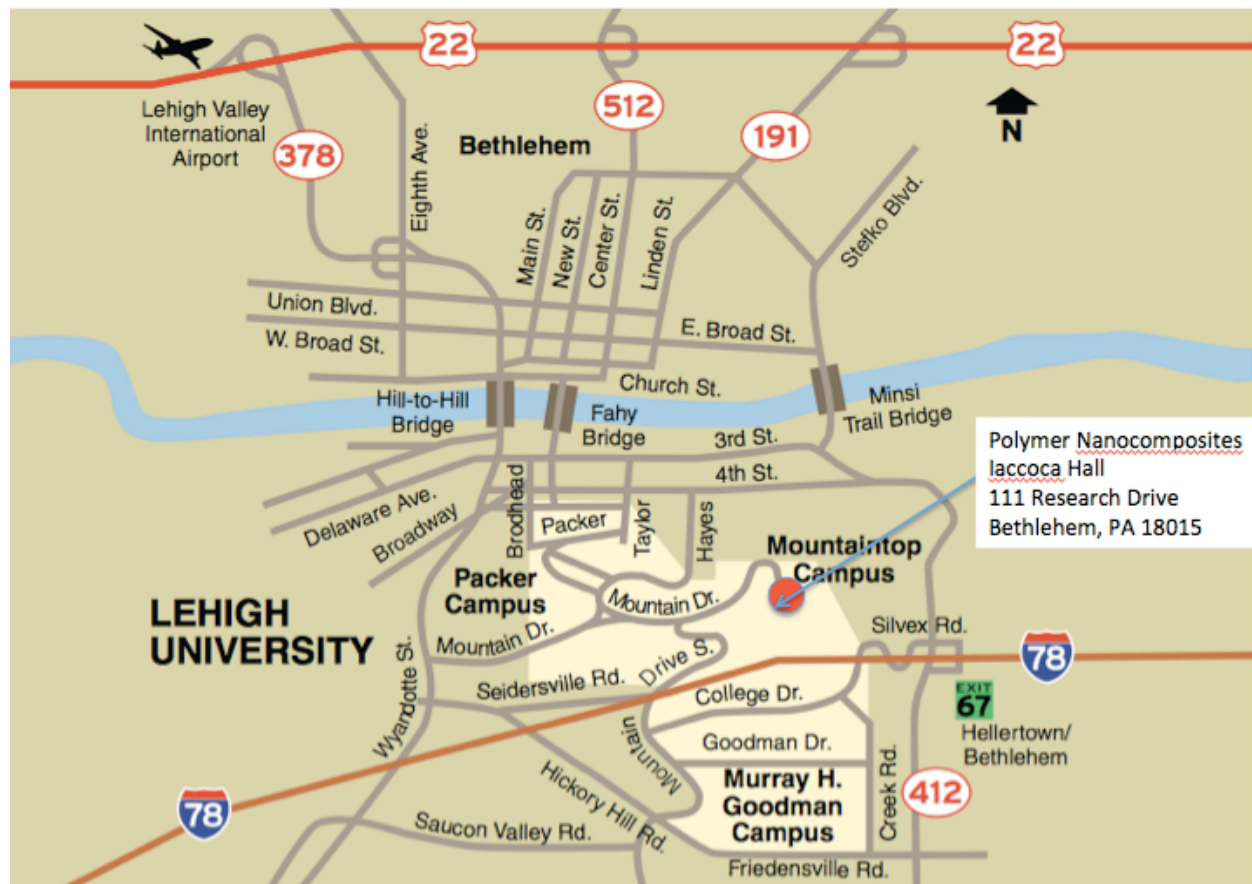 22
22
Lehigh Valley
International
Airport
378
512
191
N
Bethlehem
Eighth Ave.
Main St.
New St.
Center St.
Linden St.
Stefko Blvd.
Union Blvd.
W. Broad St.
E. Broad St.
Church St.
Hill-to-Hill
Bridge
Fahy
Bridge
Minsi
Trail Bridge
3rd St.
4th St.
Polymer Nanocomposites
Iaccoca Hall
111 Research Drive
Bethlehem, PA 18015
Delaware Ave.
Broadway
Brodhead
Packer
Taylor
Hayes
Mountaintop
Campus
Packer
Campus
Mountain Dr.
LEHIGH
UNIVERSITY
Mountain Dr.
Silvex Rd.
78
Wyandotte St.
Seidersville Rd.
Mountain
Drive S.
College Dr.
EXIT
67
Hellertown/
Bethlehem
Goodman Dr.
Hickory Hill Rd.
Murray H.
Goodman
Campus
Creek Rd.
412
78
Saucon Valley Rd.
Friedensville Rd.